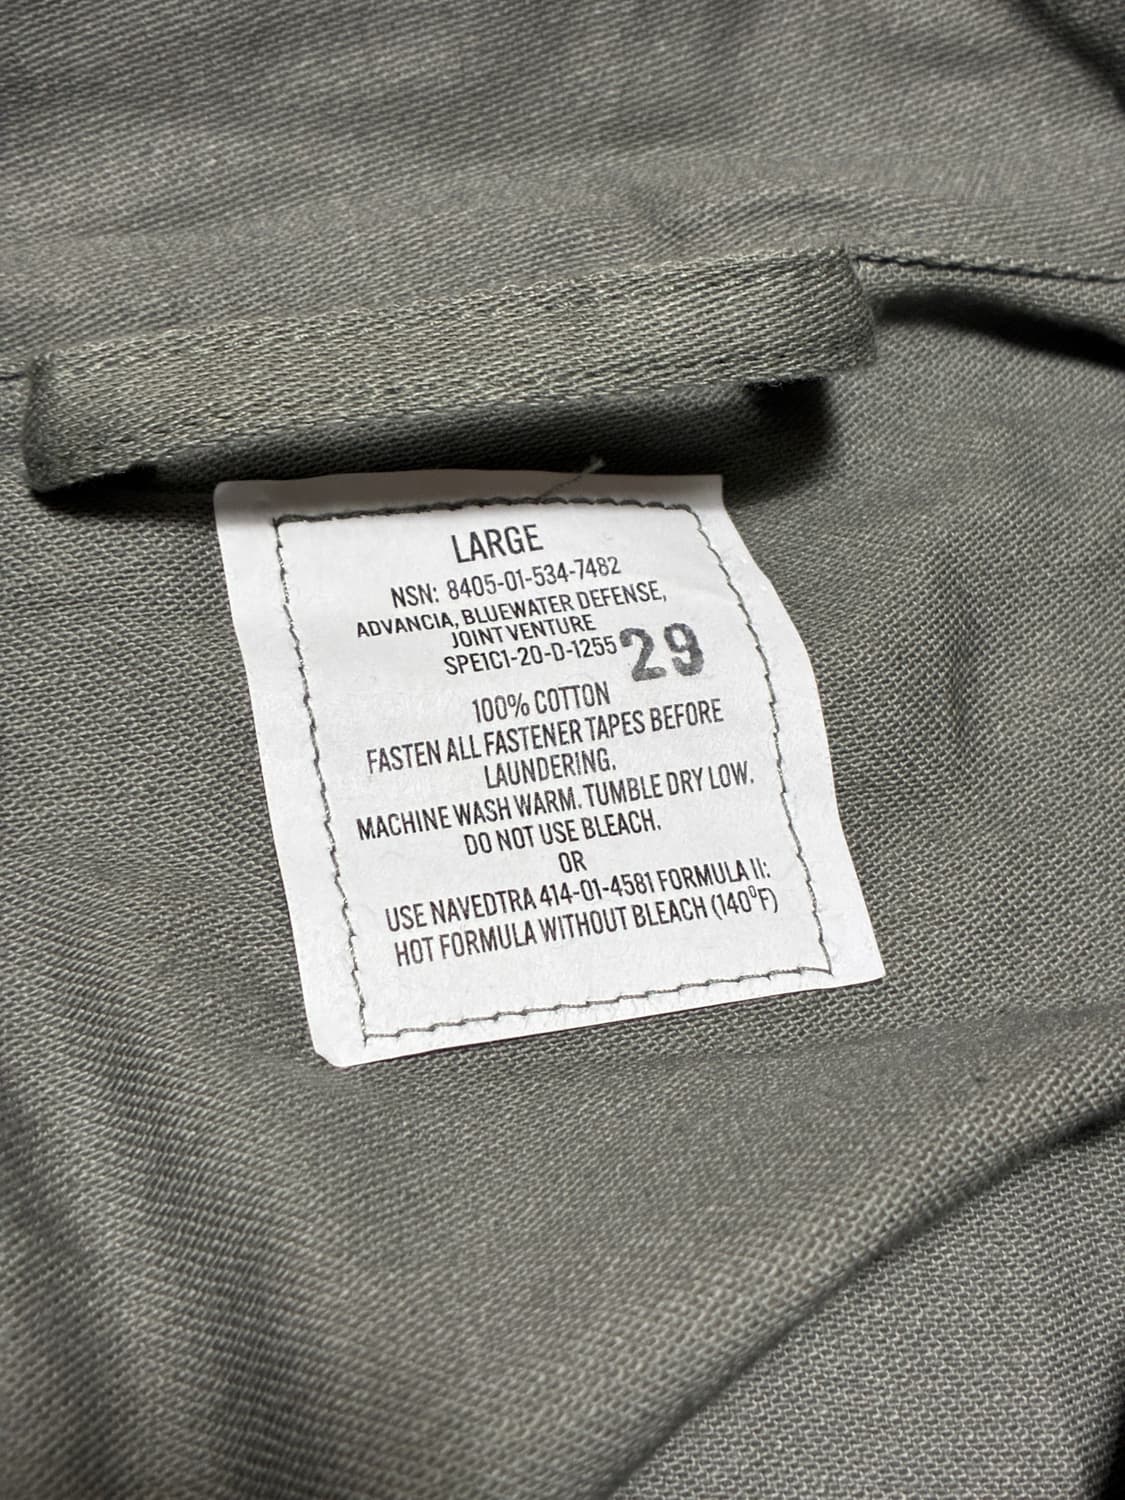 LARGE
NSN: 8405-01-534-7482
ADVANCIA, BLUEWATER DEFENSE,
JOINT VENTURE
SPE1C1-20-D-1255 29
100% COTTON
FASTEN ALL FASTENER TAPES BEFORE
LAUNDERING.
MACHINE WASH WARM. TUMBLE DRY LOW.
DO NOT USE BLEACH.
OR
USE NAVEDTRA 414-01-4581 FORMULA II:
HOT FORMULA WITHOUT BLEACH (140⁰F)